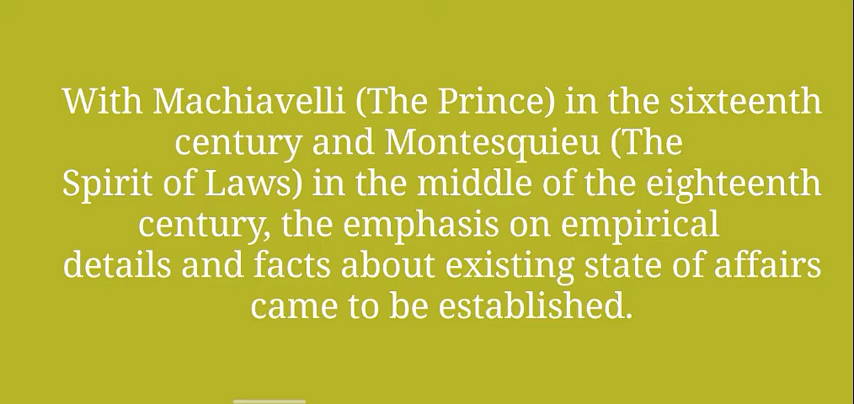 With Machiavelli (The Prince) in the sixteenth
century and Montesquieu (The
Spirit of Laws) in the middle of the eighteenth
century, the emphasis on empirical
details and facts about existing state of affairs
came to be established.